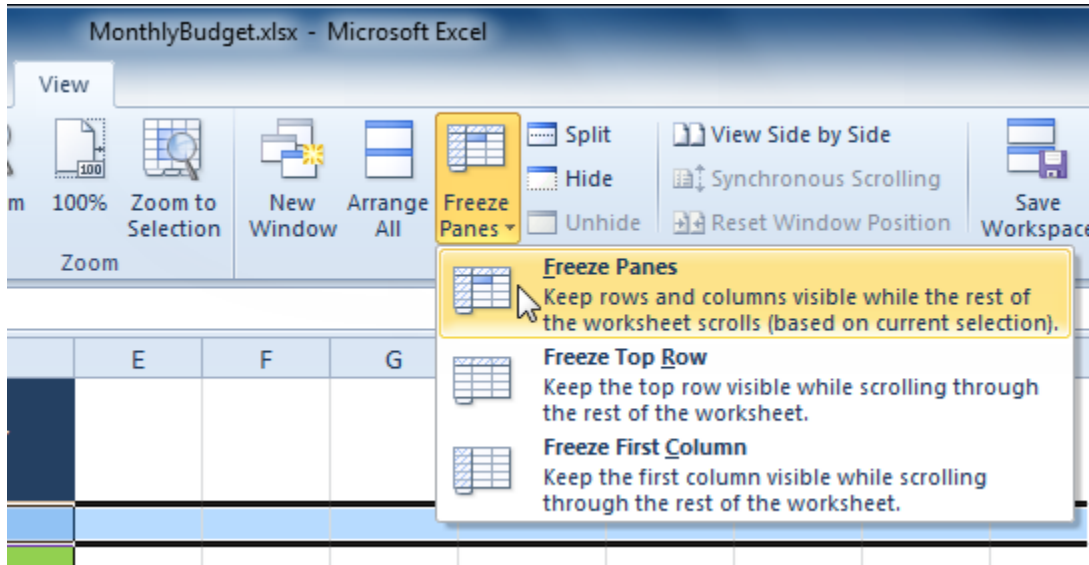 MonthlyBudget.xlsx - Microsoft Excel
View
100
m 100% Zoom to Selection New Window Arrange All Freeze Panes Split
Hide
Unhide
View Side by Side
Synchronous Scrolling
Reset Window Position
Save Workspace
Zoom
Freeze Panes
Keep rows and columns visible while the rest of
the worksheet scrolls (based on current selection).
Freeze Top Row
Keep the top row visible while scrolling through
the rest of the worksheet.
Freeze First Column
Keep the first column visible while scrolling
through the rest of the worksheet.
E F G